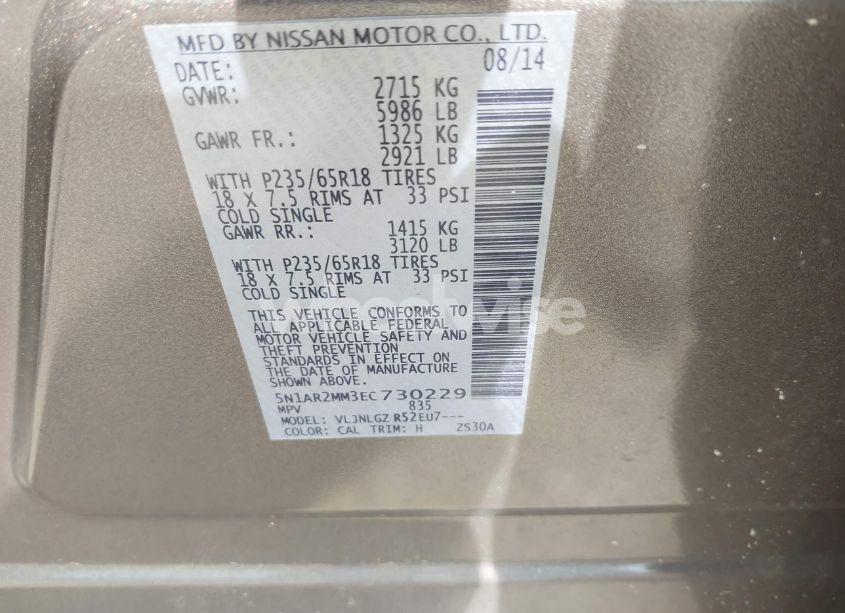 MFD BY NISSAN MOTOR CO., LTD.
DATE: 08/14
GVWR: 2715 KG
5986 LB
GAWR FR.: 1325 KG
2921 LB
WITH P235/65R18 TIRES
18 X 7.5 RIMS AT 33 PSI
COLD SINGLE
GAWR RR.: 1415 KG
3120 LB
WITH P235/65R18 TIRES
18 X 7.5 RIMS AT 33 PSI
COLD SINGLE
THIS VEHICLE CONFORMS TO
ALL APPLICABLE FEDERAL
MOTOR VEHICLE SAFETY AND
THEFT PREVENTION
STANDARDS IN EFFECT ON
THE DATE OF MANUFACTURE
SHOWN ABOVE.
5N1AR2MM3EC730229
MPV 835
MODEL: VLJNLGZ R52EU7---
COLOR: CAL TRIM: H ZS30A